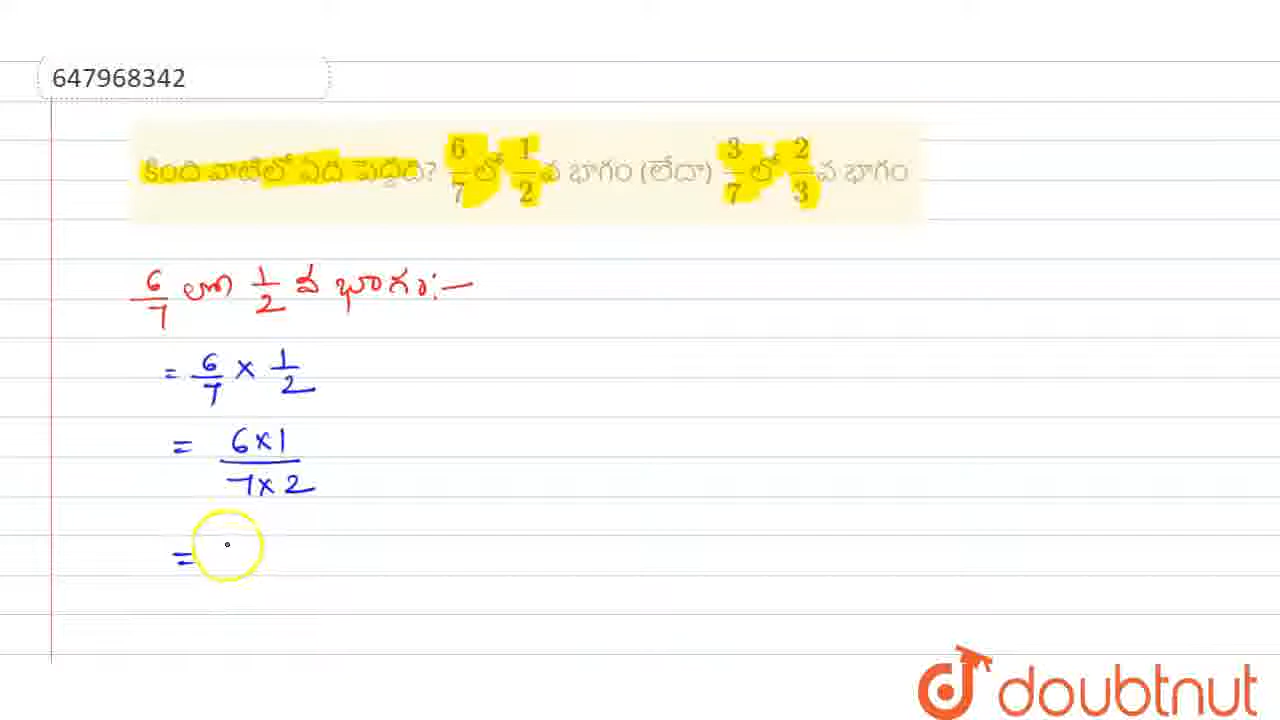 647968342
కింది వాటిలో ఏది పెద్దది? 6/7 లో 1/2 వ భాగం (లేదా) 3/7 లో 2/3 వ భాగం
6/7 లో 1/2 వ భాగం:-
= 6/7 × 1/2
= 6×1/7×2
=
doubtnut